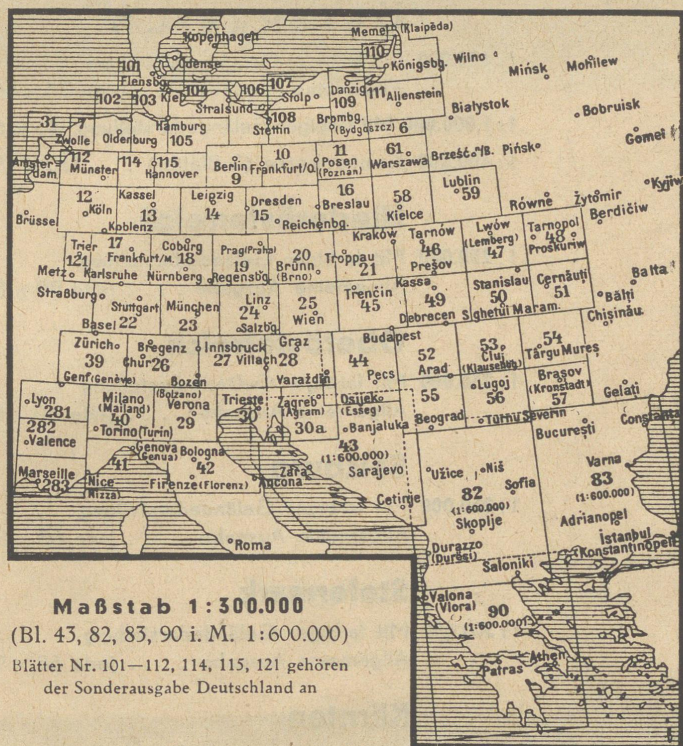 Kopenhagen
Memel (Klaipėda)
101
Odense
110
Königsbg.
Wilno
Mińsk
Mohilew
Flensbg.
107
102 103 Kiel 104 106
Stolp
Danzig
109
111
Allenstein
Bobruisk
Stralsund
31 7
Zwolle
Oldenburg
Hamburg
105
108
Stettin
Brombg.
(Bydgoszcz) 6
Białystok
Gomel
Amsterdam
112
Münster
114 115
Hannover
Berlin
9
10
Frankfurt/O.
11
Posen
(Poznań)
61
Warszawa
Brześć n/B. Pińsk
12
Köln
Kassel
13
Leipzig
14
Dresden
15
16
Breslau
58
Kielce
Lublin
59
Kyjiw
Brüssel
Koblenz
Reichenbg.
Równe
Žytomir
Berdičiw
Trier
121
17
Frankfurt/M.
Coburg
18
Prag (Praha)
19
20
Brünn
(Brno)
Troppau
21
Kraków
Tarnów
46
Prešov
Lwów
(Lemberg)
47
Tarnopol
48
Proskuriw
Metz
Karlsruhe
Nürnberg
Regensbg.
Kassa
Stanislau
Cernăuți
51
Balta
Straßburg
Stuttgart
22
München
23
Linz
24
Salzbg.
25
Wien
Trenčin
45
49
Debrecen
50
Sighetul Maram.
Bălți
Chișinău.
Basel
Zürich
39
Bregenz
Chur 26
Innsbruck
27
Villach
Graz
28
Budapest
44
52
Arad
53
Cluj
(Klausenbg)
54
Târgu Mureș
Genf (Genève)
Bozen
(Bolzano)
Varaždin
Pecs
Lugoj
56
Brașov
(Kronstadt)
57
Gelati
Lyon
281
Milano
(Mailand)
40
Verona
29
Trieste
30
Zagreb
(Agram)
30a
Osijek
(Esseg)
55
Beograd
Turnu Severin
București
Constanța
282
Valence
Torino (Turin)
Banjaluka
43
(1:600.000)
Marseille
283
Nice
(Nizza)
41
Genova
(Genua)
Bologna
42
Firenze (Florenz)
Ancona
Zara
Sarajevo
Cetinje
Užice
Niš
82
(1:600.000)
Sofia
Skoplje
Varna
83
(1:600.000)
Adrianopel
Roma
Durazzo
(Durësi)
Saloniki
İstanbul
(Konstantinopel)
Valona
(Vlora)
90
(1:600.000)
Patras
Athen
Maßstab 1:300.000
(Bl. 43, 82, 83, 90 i. M. 1:600.000)
Blätter Nr. 101—112, 114, 115, 121 gehören
der Sonderausgabe Deutschland an